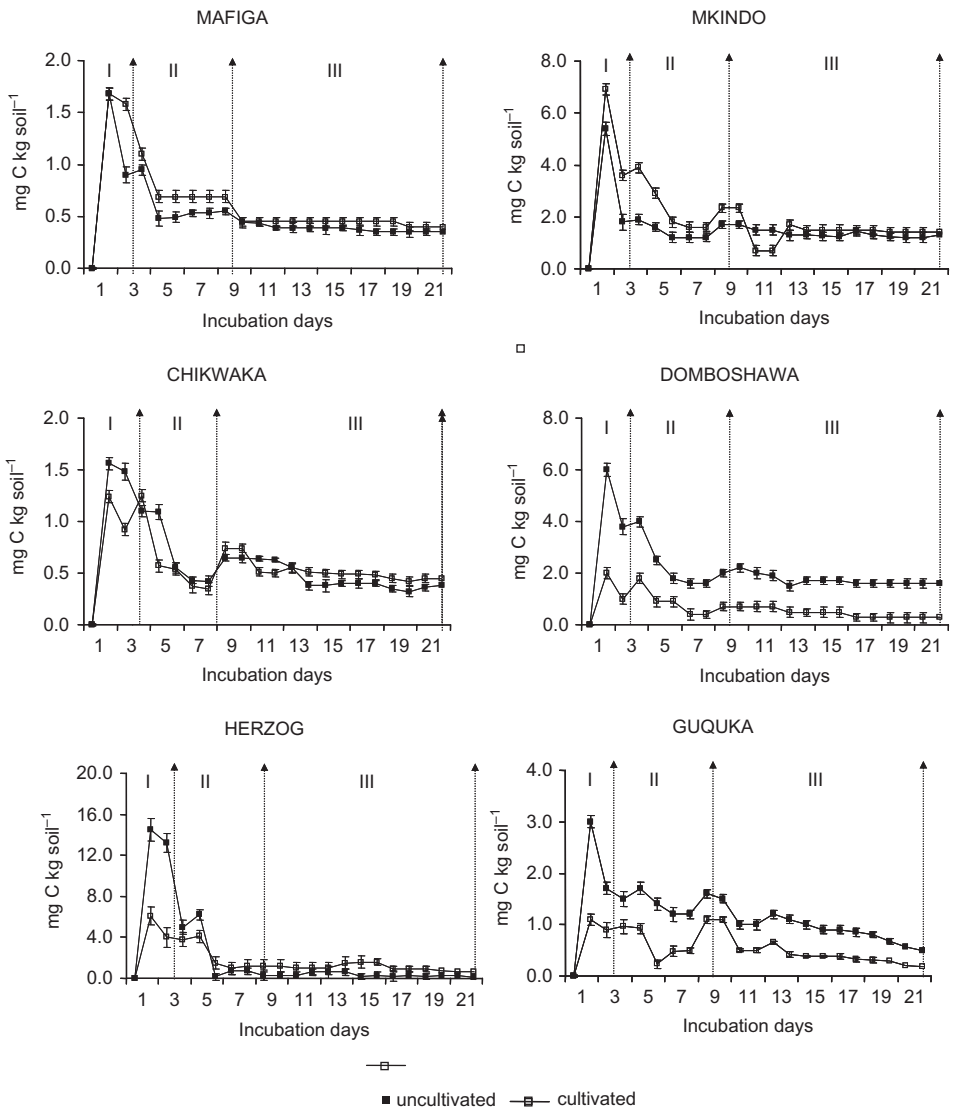 MAFIGA
mg C kg soil⁻¹
2.0
1.5
1.0
0.5
0.0
I II III
1 3 5 7 9 11 13 15 17 19 21
Incubation days
MKINDO
mg C kg soil⁻¹
8.0
6.0
4.0
2.0
0.0
I II III
1 3 5 7 9 11 13 15 17 19 21
Incubation days
CHIKWAKA
mg C kg soil⁻¹
2.0
1.5
1.0
0.5
0.0
I II III
1 3 5 7 9 11 13 15 17 19 21
Incubation days
DOMBOSHAWA
mg C kg soil⁻¹
8.0
6.0
4.0
2.0
0.0
I II III
1 3 5 7 9 11 13 15 17 19 21
Incubation days
HERZOG
mg C kg soil⁻¹
20.0
16.0
12.0
8.0
4.0
0.0
I II III
1 3 5 7 9 11 13 15 17 19 21
Incubation days
GUQUKA
mg C kg soil⁻¹
4.0
3.0
2.0
1.0
0.0
I II III
1 3 5 7 9 11 13 15 17 19 21
Incubation days
uncultivated cultivated